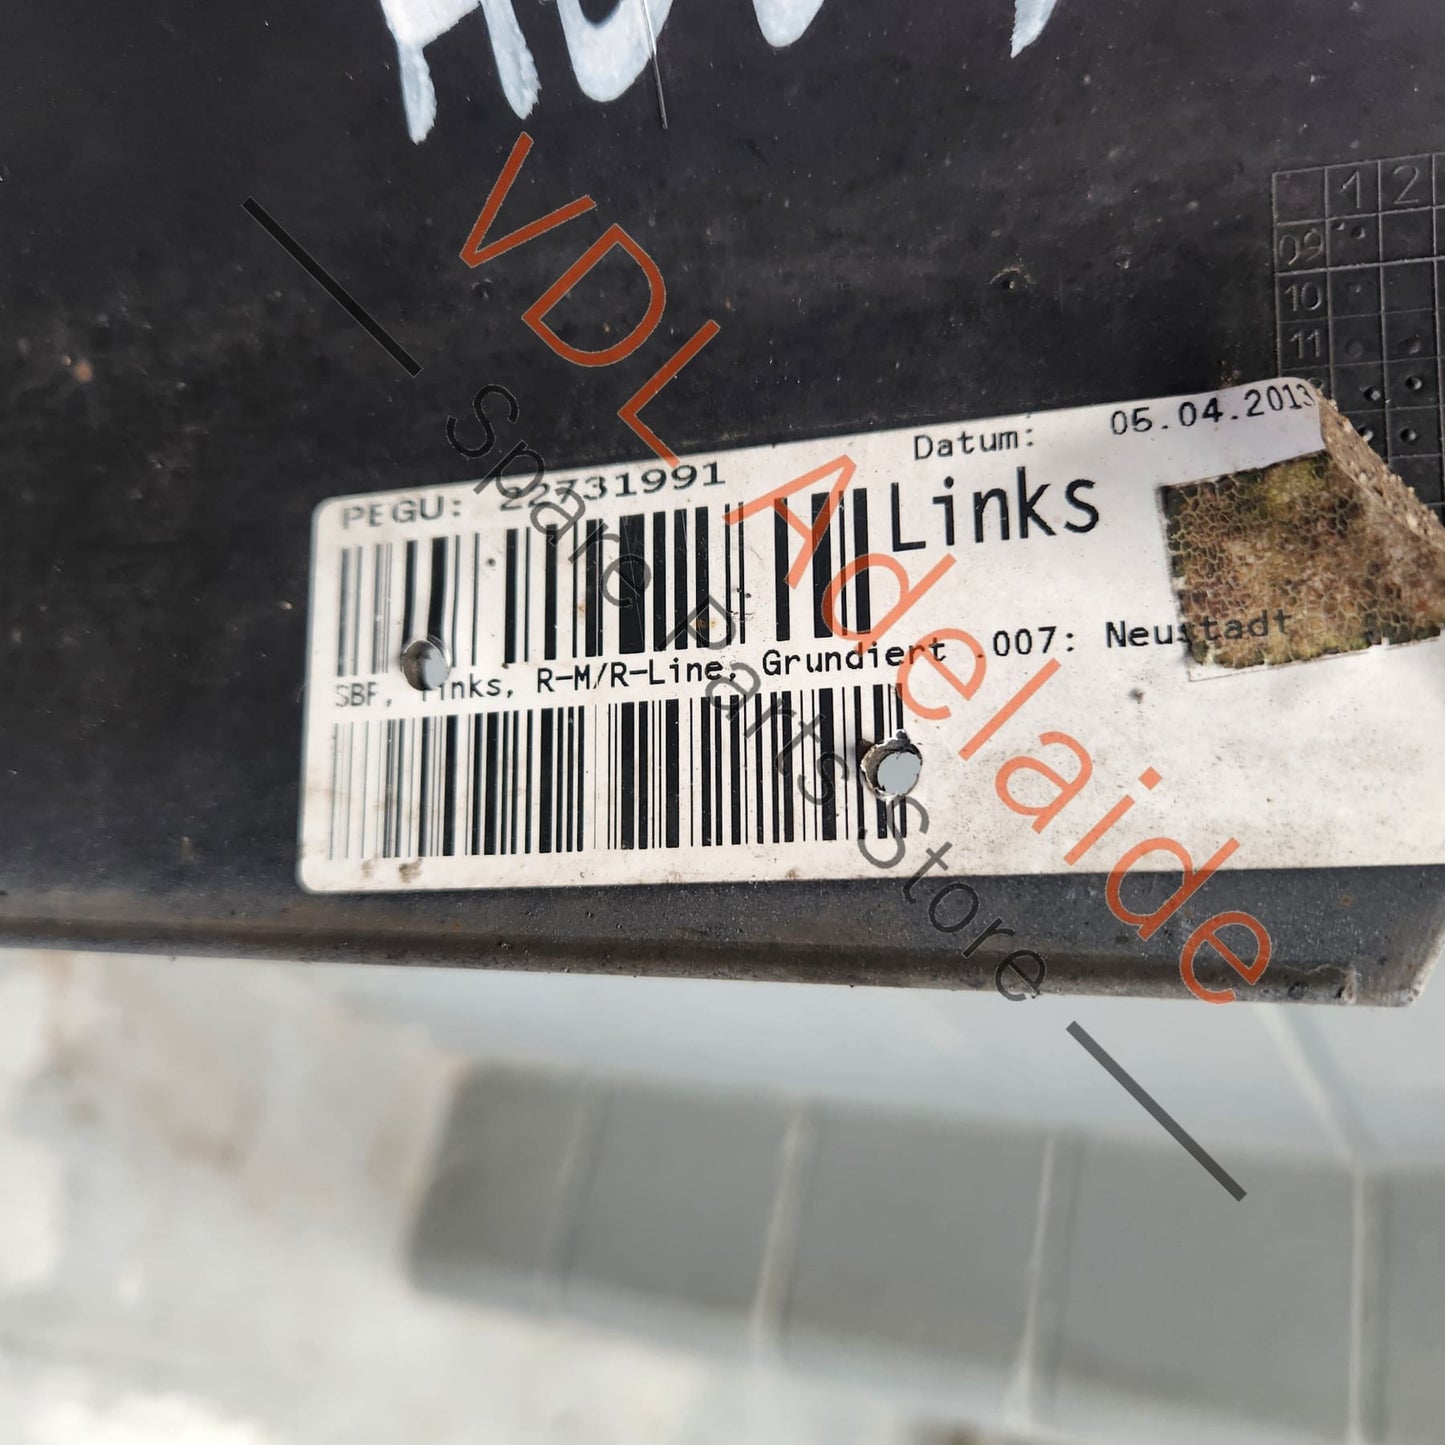 1 2
09
10
11
Datum: 05.04.2013
PEGU: 22731991
Links
SBF, links, R-M/R-Line, Grundiert .007: Neustadt
VDL Adelaide
Spare Parts Store